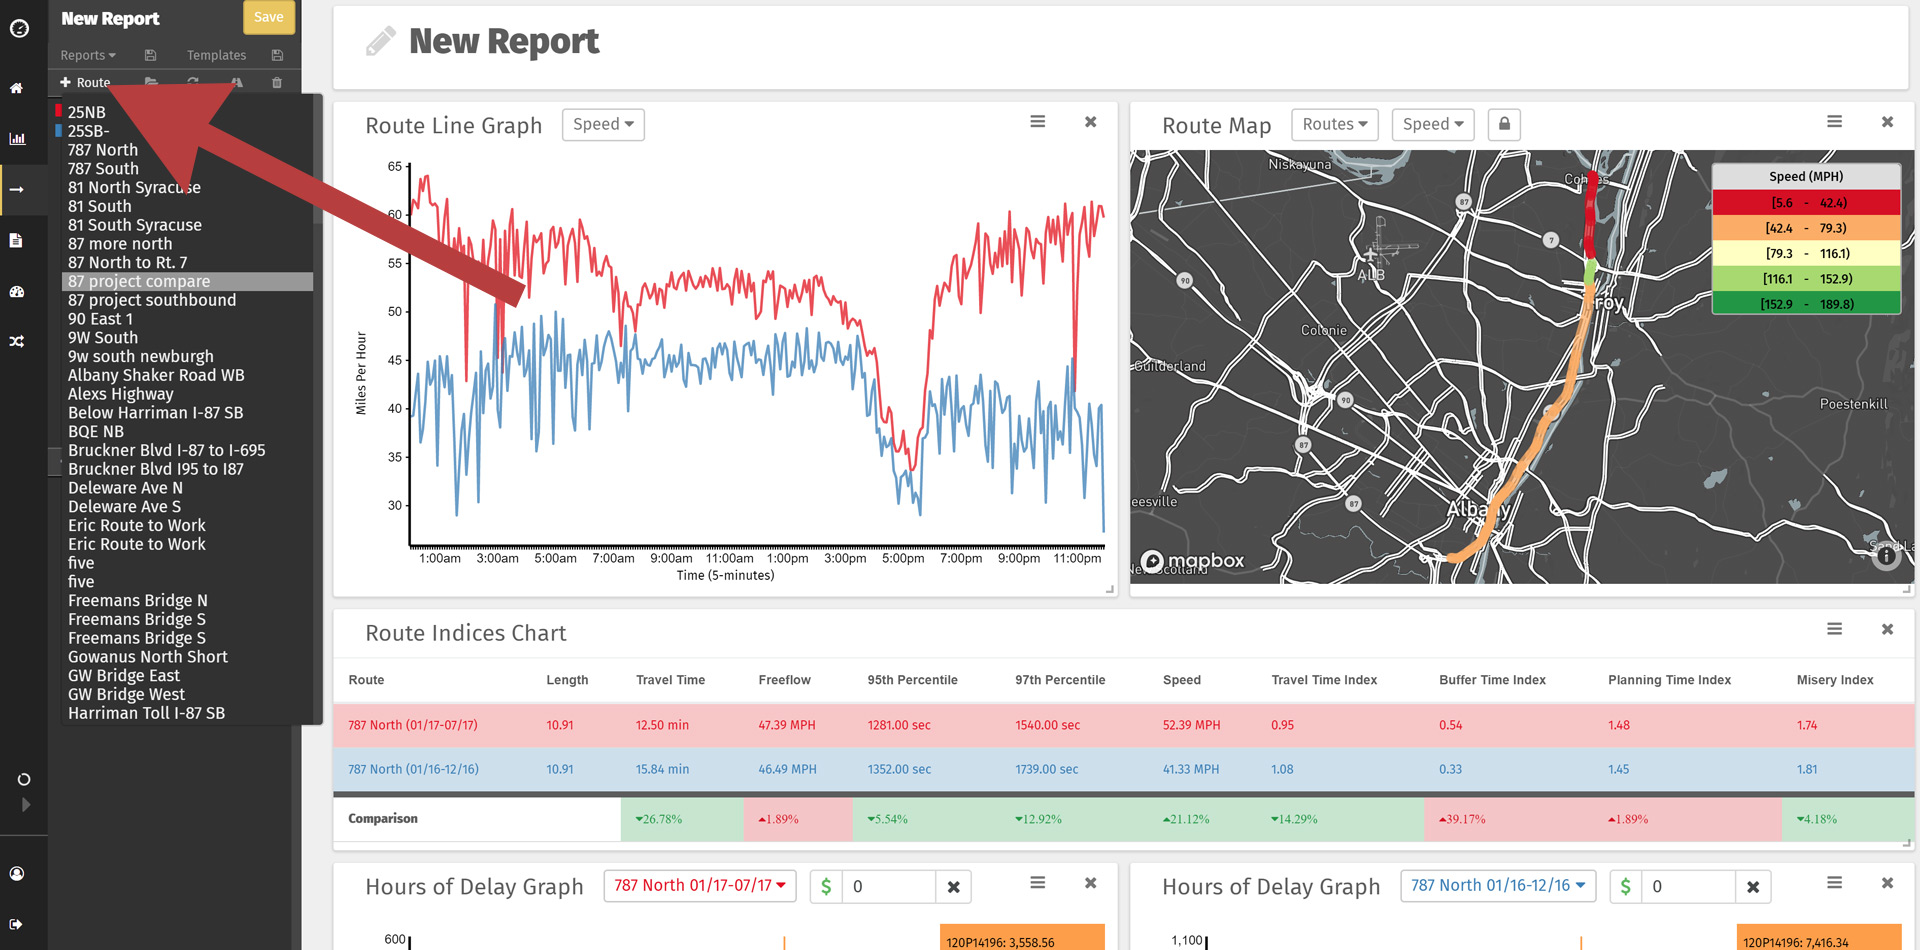 New Report
Save
Reports
Templates
Route
25NB
25SB-
787 North
787 South
81 North Syracuse
81 South
81 South Syracuse
87 more north
87 North to Rt. 7
87 project compare
87 project southbound
90 East 1
9W South
9w south newburgh
Albany Shaker Road WB
Alexs Highway
Below Harriman I-87 SB
BQE NB
Bruckner Blvd I-87 to I-695
Bruckner Blvd I95 to I87
Deleware Ave N
Deleware Ave S
Eric Route to Work
Eric Route to Work
five
five
Freemans Bridge N
Freemans Bridge S
Freemans Bridge S
Gowanus North Short
GW Bridge East
GW Bridge West
Harriman Toll I-87 SB
New Report
Route Line Graph
Speed
65
60
55
50
45
40
35
30
Miles Per Hour
1:00am 3:00am 5:00am 7:00am 9:00am 11:00am 1:00pm 3:00pm 5:00pm 7:00pm 9:00pm 11:00pm
Time (5-minutes)
Route Map
Routes
Speed
Niskayuna
Cohoes
87
7
ALB
90
Troy
Colonie
Guilderland
90
87
Poestenkill
eesville
87
Albany
Sand La
New Scotland
mapbox
Speed (MPH)
[5.6 - 42.4)
[42.4 - 79.3)
[79.3 - 116.1)
[116.1 - 152.9)
[152.9 - 189.8)
Route Indices Chart
Route Length Travel Time Freeflow 95th Percentile 97th Percentile Speed Travel Time Index Buffer Time Index Planning Time Index Misery Index
787 North (01/17-07/17) 10.91 12.50 min 47.39 MPH 1281.00 sec 1540.00 sec 52.39 MPH 0.95 0.54 1.48 1.74
787 North (01/16-12/16) 10.91 15.84 min 46.49 MPH 1352.00 sec 1739.00 sec 41.33 MPH 1.08 0.33 1.45 1.81
Comparison ▾26.78% ▴1.89% ▾5.54% ▾12.92% ▴21.12% ▾14.29% ▴39.17% ▴1.89% ▾4.18%
Hours of Delay Graph
787 North 01/17-07/17
$ 0
600
120P14196: 3,558.56
Hours of Delay Graph
787 North 01/16-12/16
$ 0
1,100
120P14196: 7,416.34